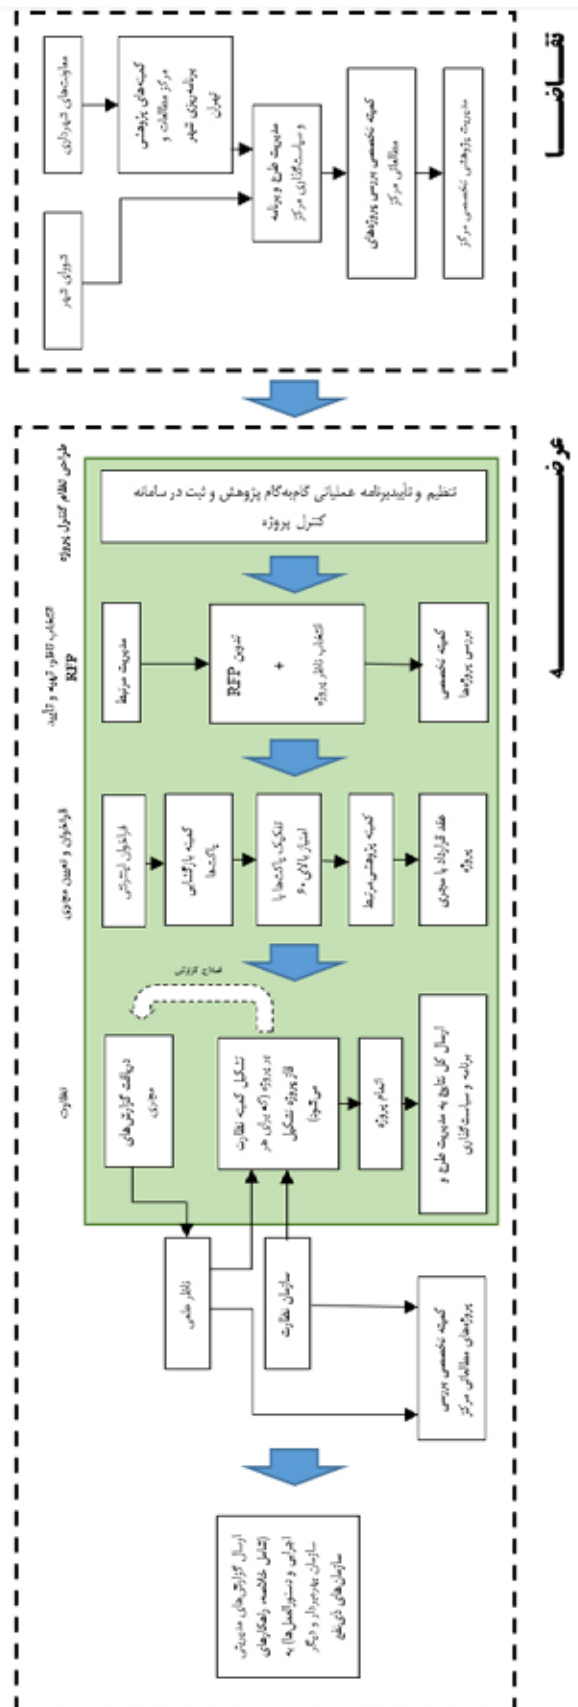 تقــاضــا
معاونت‌های شهرداری
کمیته‌های پژوهشی
مرکز مطالعات و
برنامه‌ریزی شهر
تهران
شورای شهر
مدیریت طرح و برنامه
و سیاست‌گذاری مرکز
کمیته تخصصی بررسی پروژه‌های
مطالعاتی مرکز
مدیریت پژوهشی تخصصی مرکز
عرضــــــــه
طراحی نظام کنترل پروژه
تنظیم و تأییدبرنامه عملیاتی گام‌به‌گام پژوهش و ثبت در سامانه
کنترل پروژه
انتخاب ناظر، تهیه و تأیید
RFP
مدیریت مرتبط
تدوین RFP
+
انتخاب ناظر پروژه
کمیته تخصصی
بررسی پروژه‌ها
فراخوان و تعیین مجری
فراخوان اینترنتی
کمیته بازگشایی
پاکت‌ها
تفکیک پاکت‌ها با
امتیاز بالای ۶۰
کمیته پژوهشی مرتبط
عقد قرارداد با مجری
پروژه
نظارت
اصلاح گزارش
دریافت گزارش‌های
مجری
تشکیل کمیته نظارت
بر پروژه (که برای هر
فاز پروژه تشکیل
می‌شود)
اتمام پروژه
ارسال کل نتایج به مدیریت طرح و
برنامه و سیاست‌گذاری
ناظر علمی
سازمان نظارت
کمیته تخصصی بررسی
پروژه‌های مطالعاتی مرکز
ارسال گزارش‌های مدیریتی
(شامل خلاصه، راهکارهای
اجرایی و دستورالعمل‌ها) به
سازمان بهره‌بردار و دیگر
سازمان‌های ذی‌نفع